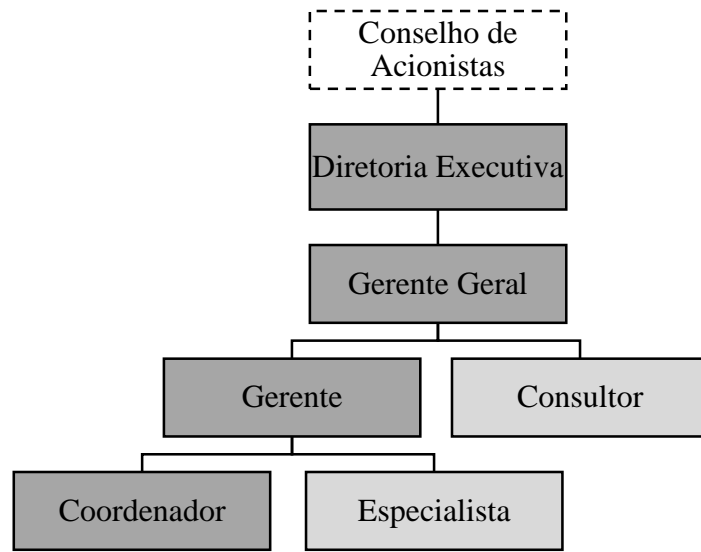 Conselho de
Acionistas
Diretoria Executiva
Gerente Geral
Gerente
Consultor
Coordenador
Especialista